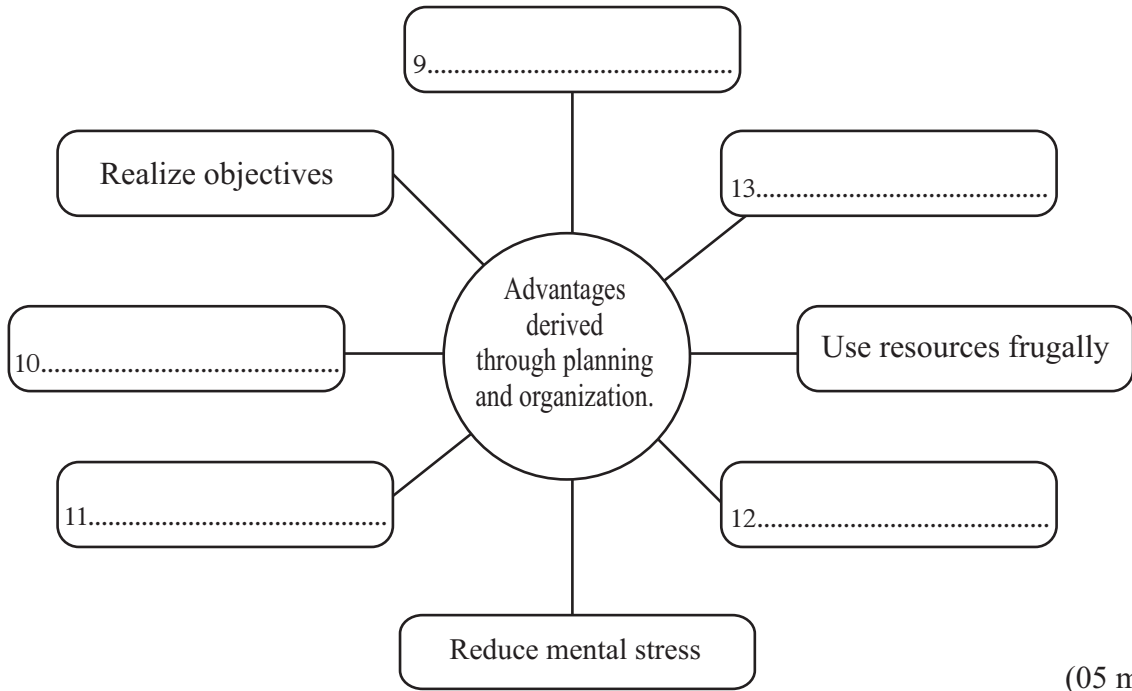 9..........................................
Realize objectives
13..........................................
Advantages
derived
through planning
and organization.
10..........................................
Use resources frugally
11..........................................
12..........................................
Reduce mental stress
(05 m